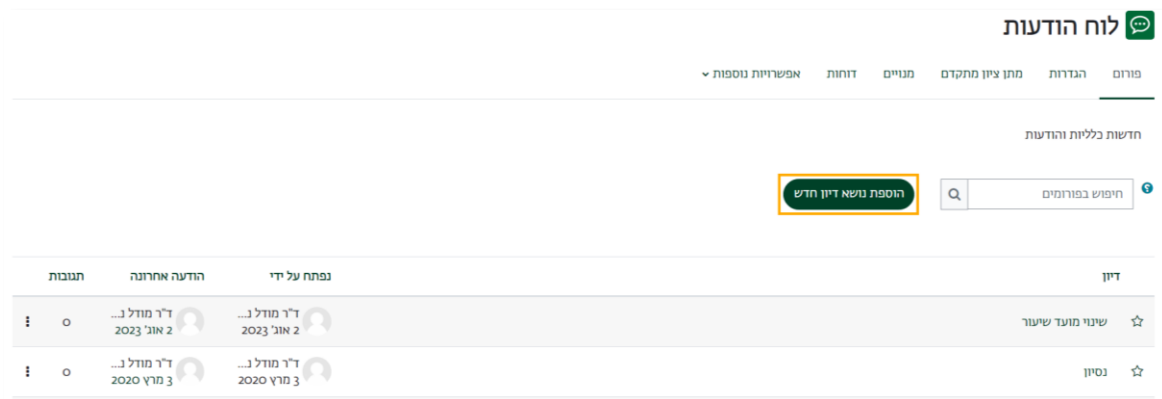 לוח הודעות
פורום הגדרות מתן ציון מתקדם מנויים דוחות אפשרויות נוספות
חדשות כלליות והודעות
חיפוש בפורומים הוספת נושא דיון חדש
דיון נפתח על ידי הודעה אחרונה תגובות
שינוי מועד שיעור ד"ר מודל נ... ד"ר מודל נ... 0
2 אוג' 2023 2 אוג' 2023
נסיון ד"ר מודל נ... ד"ר מודל נ... 0
3 מרץ 2020 3 מרץ 2020